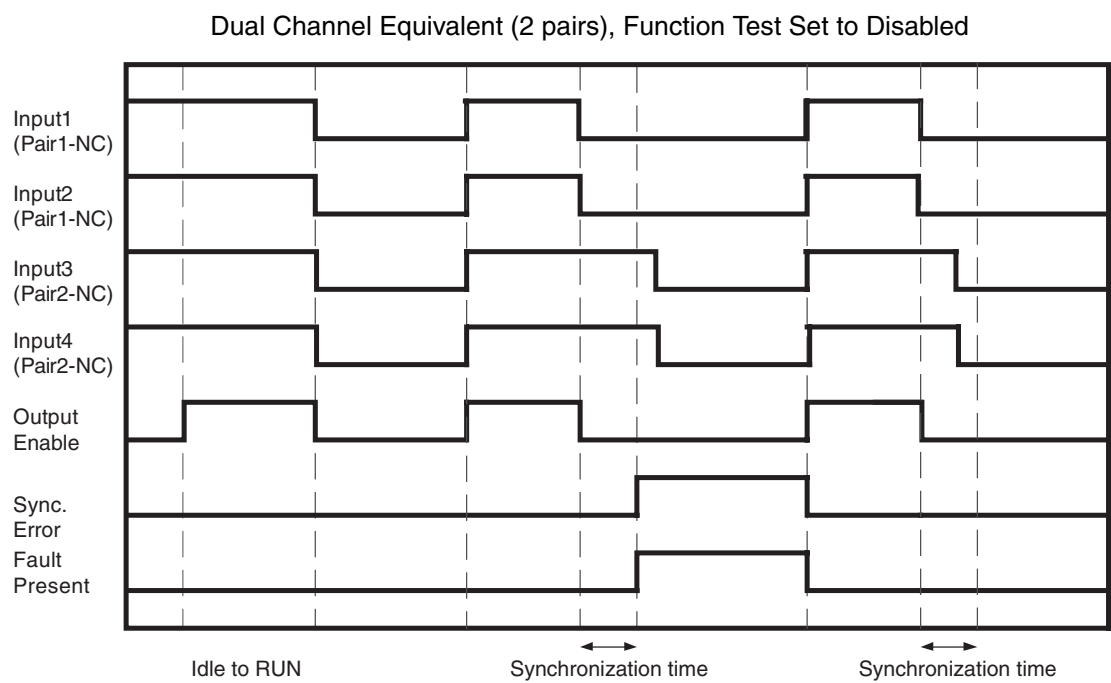 Dual Channel Equivalent (2 pairs), Function Test Set to Disabled
Input1
(Pair1-NC)
Input2
(Pair1-NC)
Input3
(Pair2-NC)
Input4
(Pair2-NC)
Output
Enable
Sync.
Error
Fault
Present
Idle to RUN
Synchronization time
Synchronization time